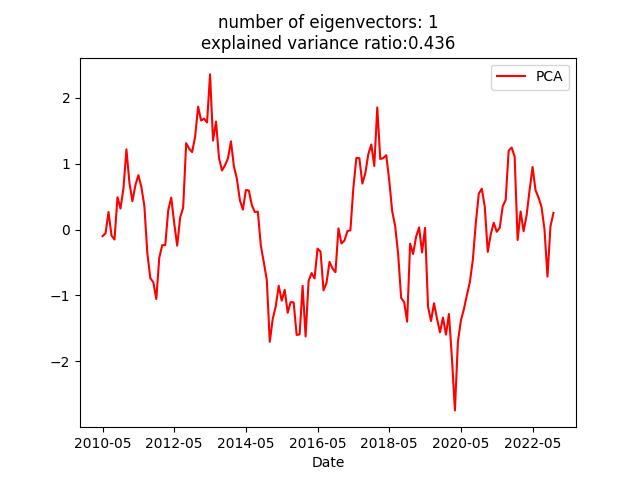 number of eigenvectors: 1
explained variance ratio:0.436
PCA
2
1
0
−1
−2
2010-05 2012-05 2014-05 2016-05 2018-05 2020-05 2022-05
Date